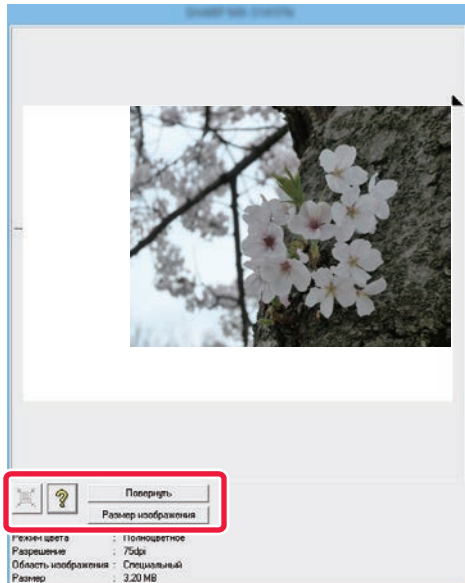 ?
Повернуть
Размер изображения
Режим цвета : Полноцветное
Разрешение : 75dpi
Область изображения : Специальный
Размер : 3.20 MB